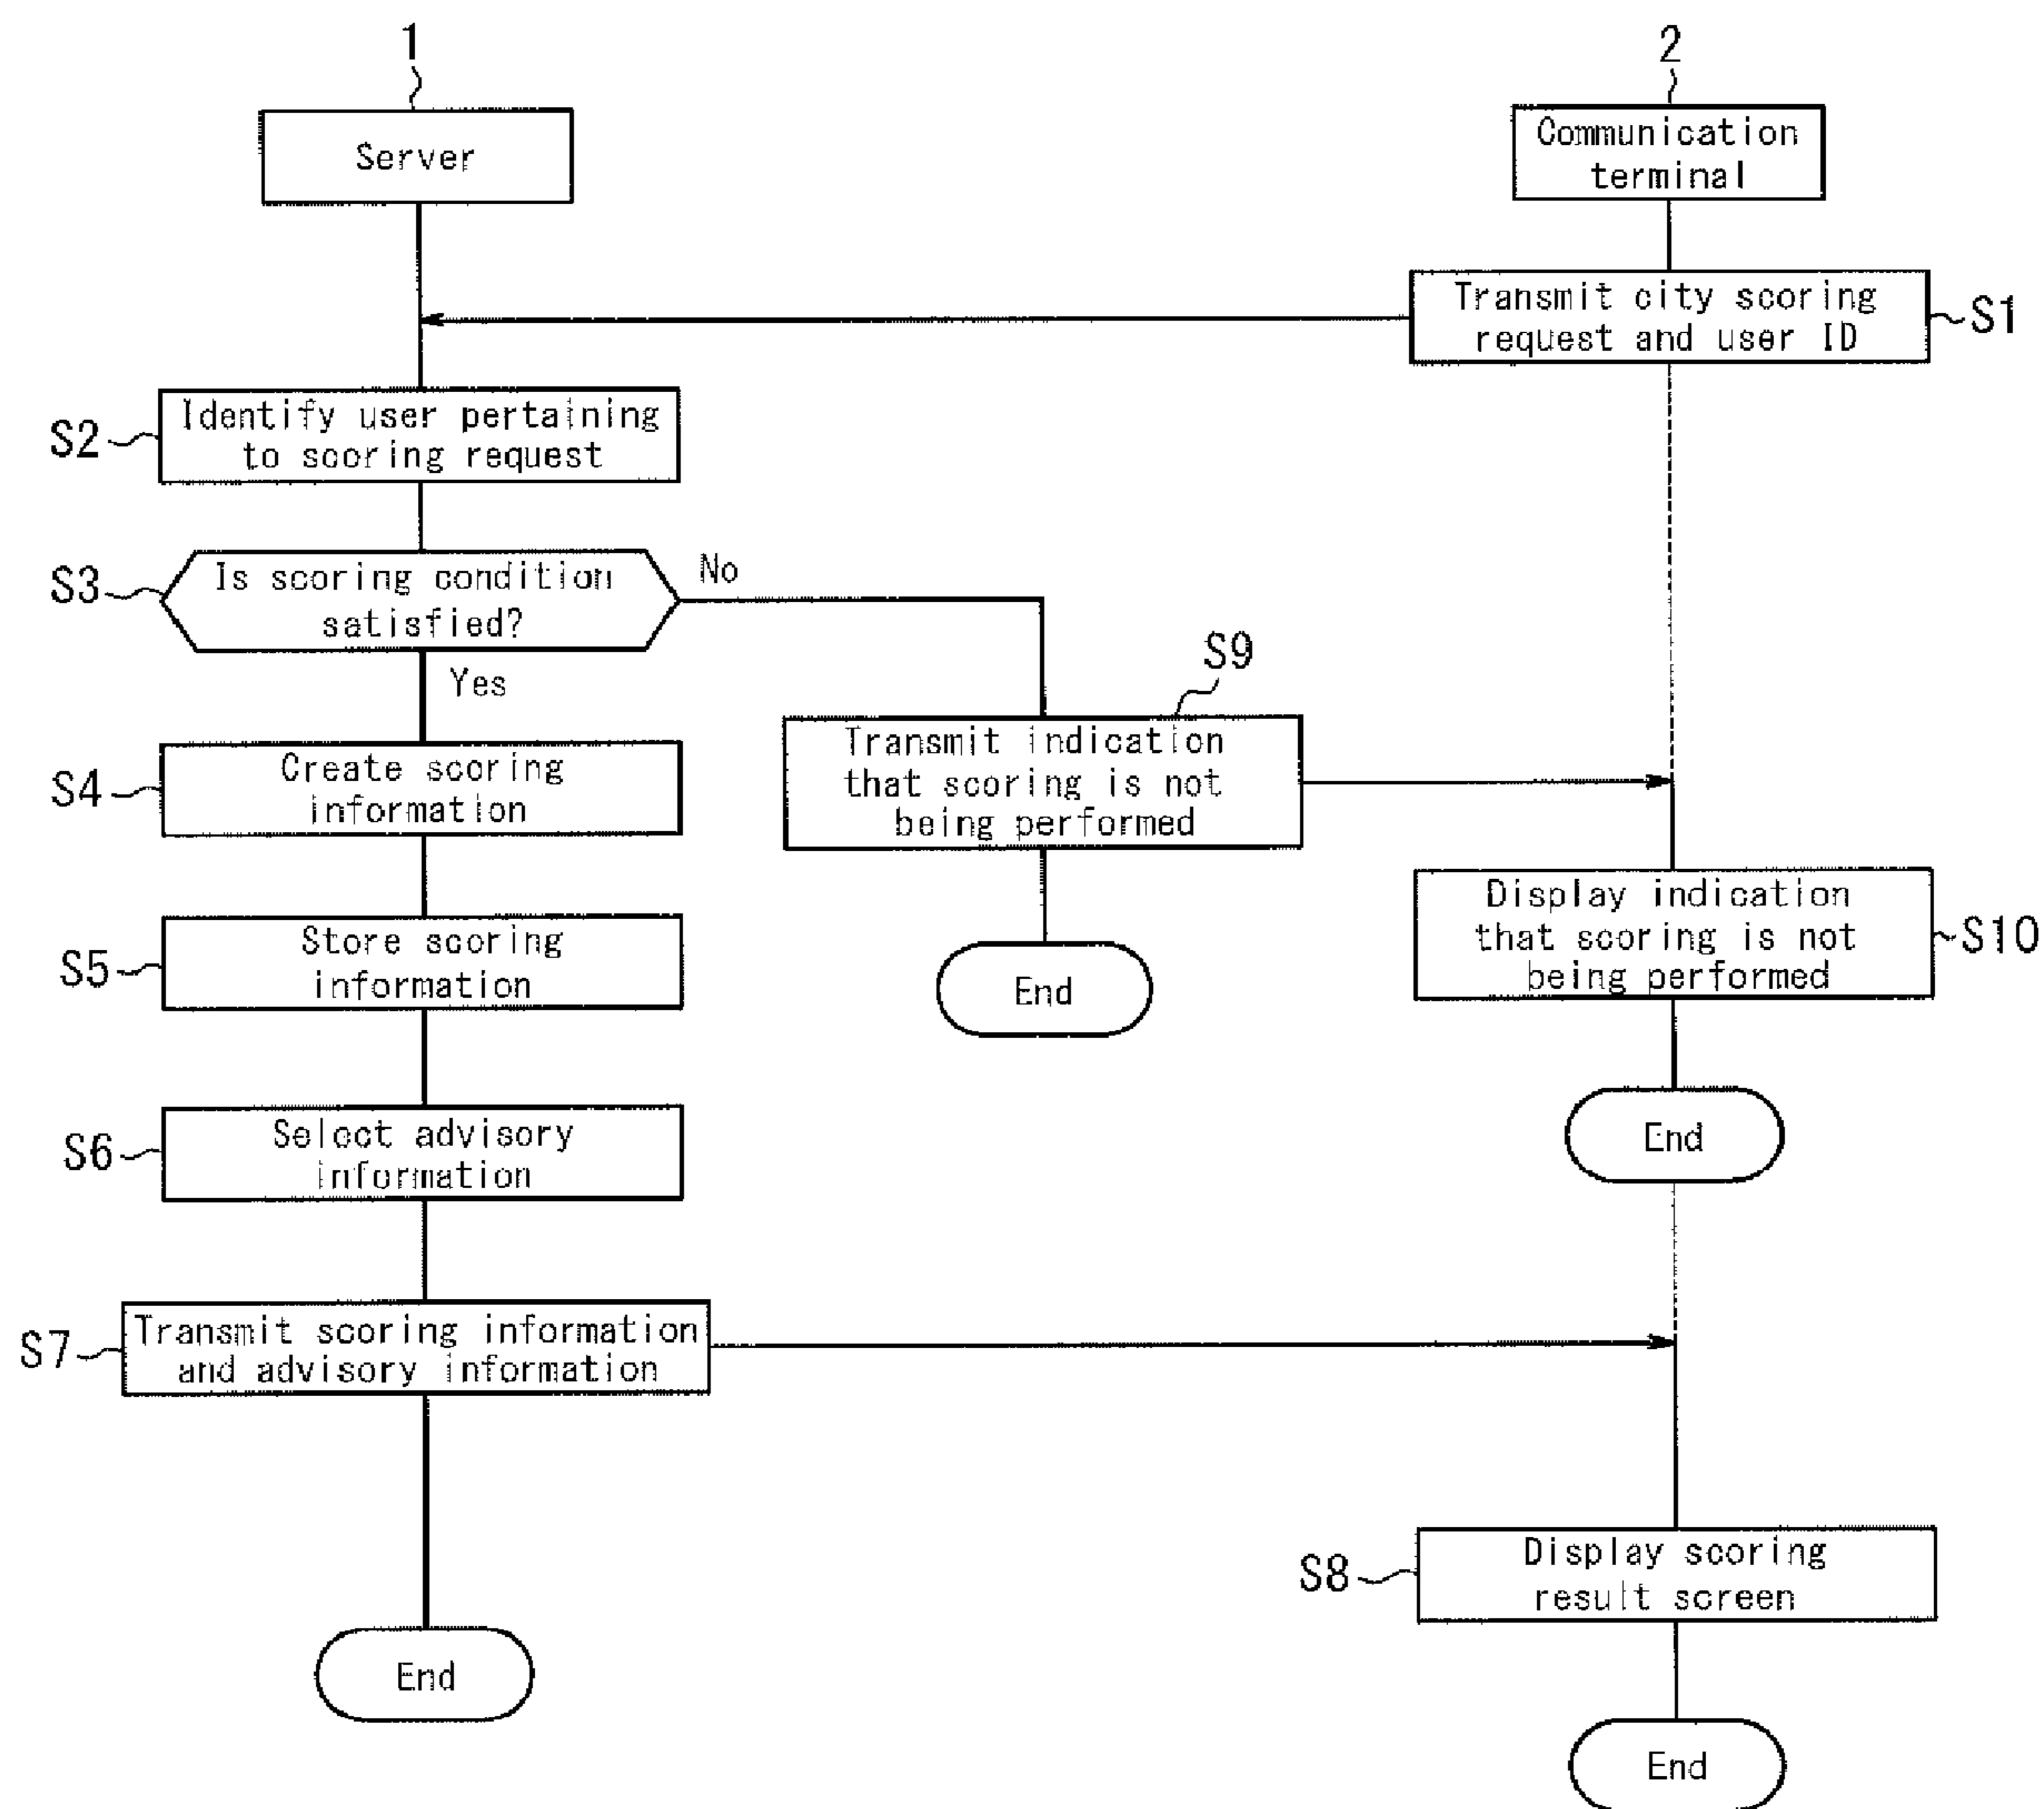 1
2
Server
Communication
terminal
Transmit city scoring
request and user ID
S1
S2
Identify user pertaining
to scoring request
S3
Is scoring condition
satisfied?
No
Yes
S9
Transmit indication
that scoring is not
being performed
S4
Create scoring
information
Display indication
that scoring is not
being performed
S10
S5
Store scoring
information
End
End
S6
Select advisory
information
S7
Transmit scoring information
and advisory information
S8
Display scoring
result screen
End
End